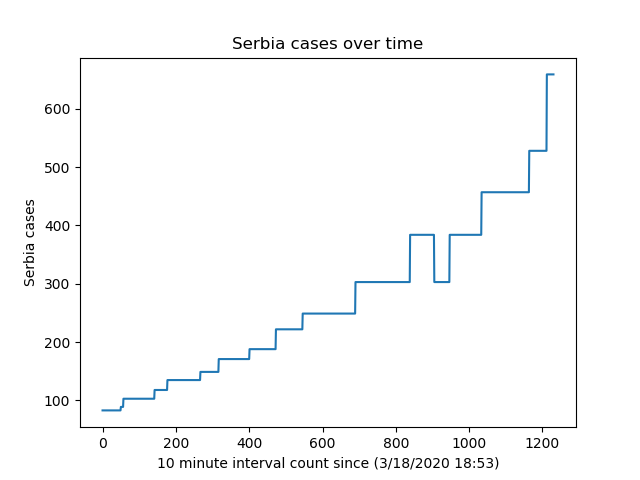 Serbia cases over time
600
500
400
300
200
100
Serbia cases
0 200 400 600 800 1000 1200
10 minute interval count since (3/18/2020 18:53)